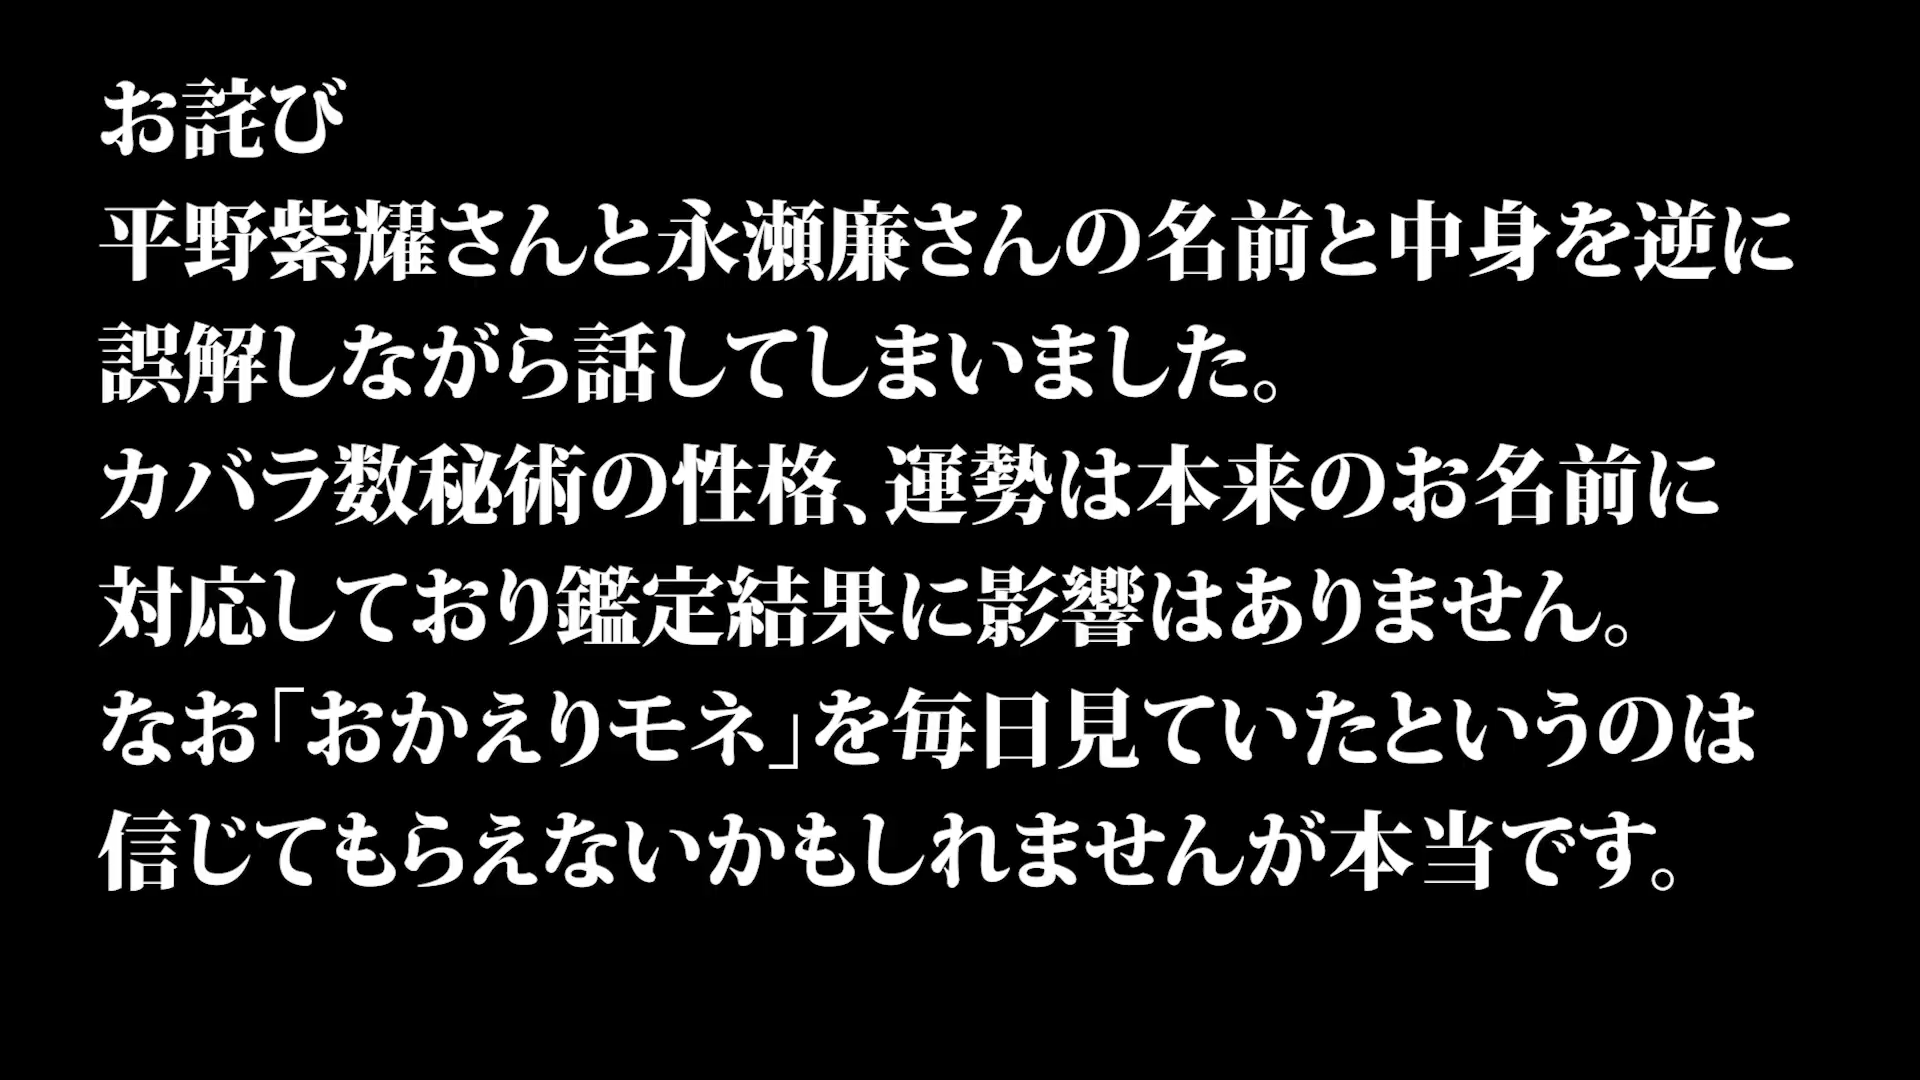 お詫び
平野紫耀さんと永瀬廉さんの名前と中身を逆に
誤解しながら話してしまいました。
カバラ数秘術の性格、運勢は本来のお名前に
対応しており鑑定結果に影響はありません。
なお「おかえりモネ」を毎日見ていたというのは
信じてもらえないかもしれませんが本当です。